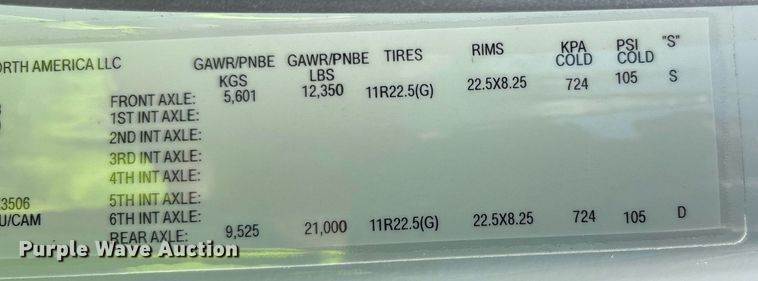 ORTH AMERICA LLC GAWR/PNBE KGS GAWR/PNBE LBS TIRES RIMS KPA COLD PSI COLD "S"
FRONT AXLE: 5,601 12,350 11R22.5(G) 22.5X8.25 724 105 S
1ST INT AXLE:
2ND INT AXLE:
3RD INT AXLE:
4TH INT AXLE:
3506 5TH INT AXLE:
U/CAM 6TH INT AXLE:
REAR AXLE: 9,525 21,000 11R22.5(G) 22.5X8.25 724 105 D
Purple Wave Auction